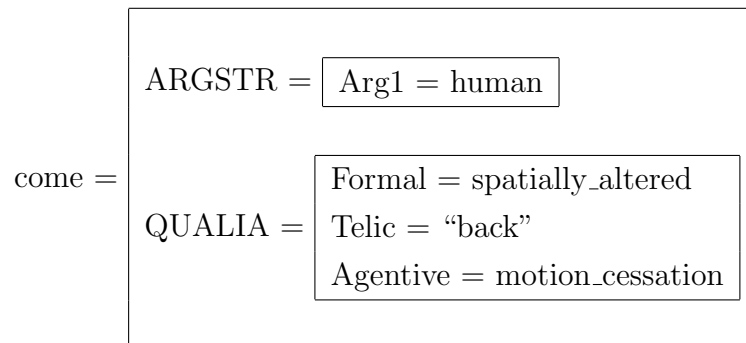 ARGSTR = Arg1 = human
come =
QUALIA = Formal = spatially_altered
Telic = “back”
Agentive = motion_cessation